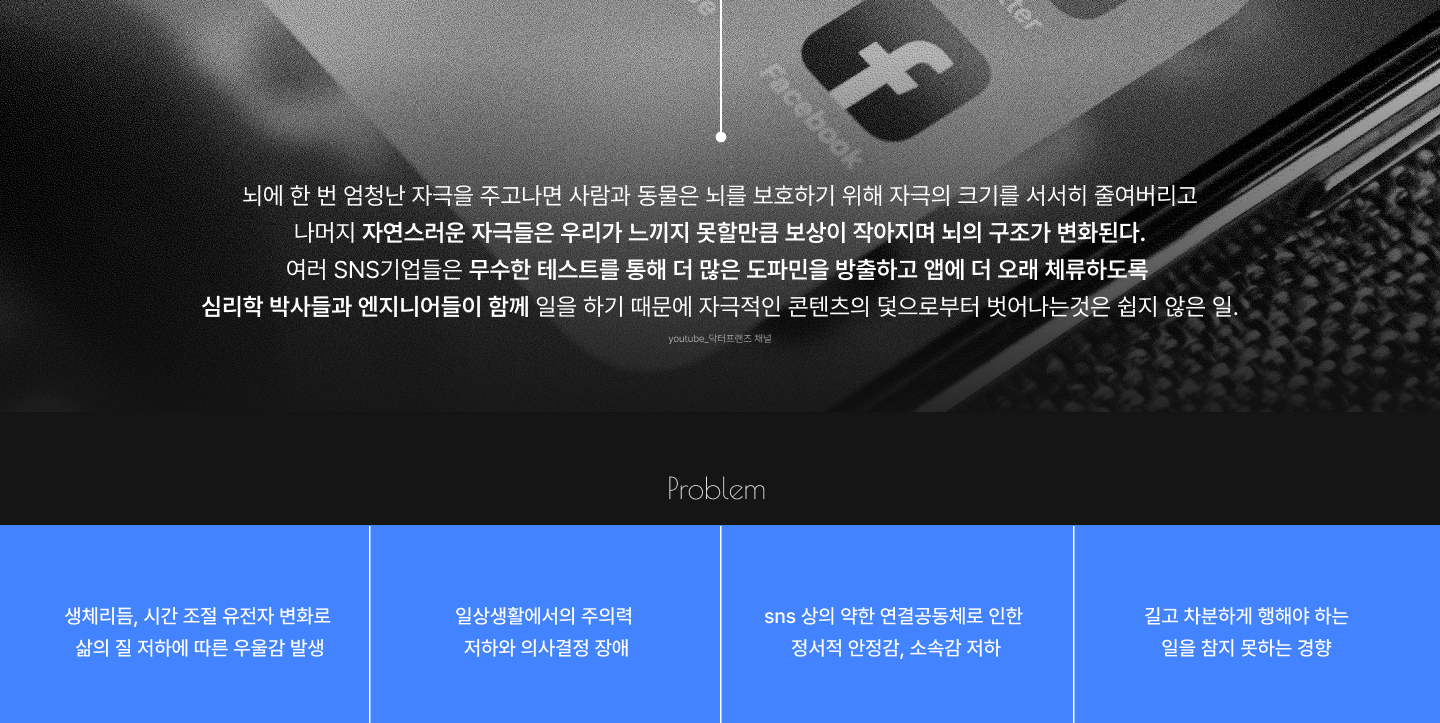 Facebook
뇌에 한 번 엄청난 자극을 주고나면 사람과 동물은 뇌를 보호하기 위해 자극의 크기를 서서히 줄여버리고
나머지 자연스러운 자극들은 우리가 느끼지 못할만큼 보상이 작아지며 뇌의 구조가 변화된다.
여러 SNS기업들은 무수한 테스트를 통해 더 많은 도파민을 방출하고 앱에 더 오래 체류하도록
심리학 박사들과 엔지니어들이 함께 일을 하기 때문에 자극적인 콘텐츠의 덫으로부터 벗어나는것은 쉽지 않은 일.
youtube_닥터프랜즈 채널
Problem
생체리듬, 시간 조절 유전자 변화로
삶의 질 저하에 따른 우울감 발생
일상생활에서의 주의력
저하와 의사결정 장애
sns 상의 약한 연결공동체로 인한
정서적 안정감, 소속감 저하
길고 차분하게 행해야 하는
일을 참지 못하는 경향